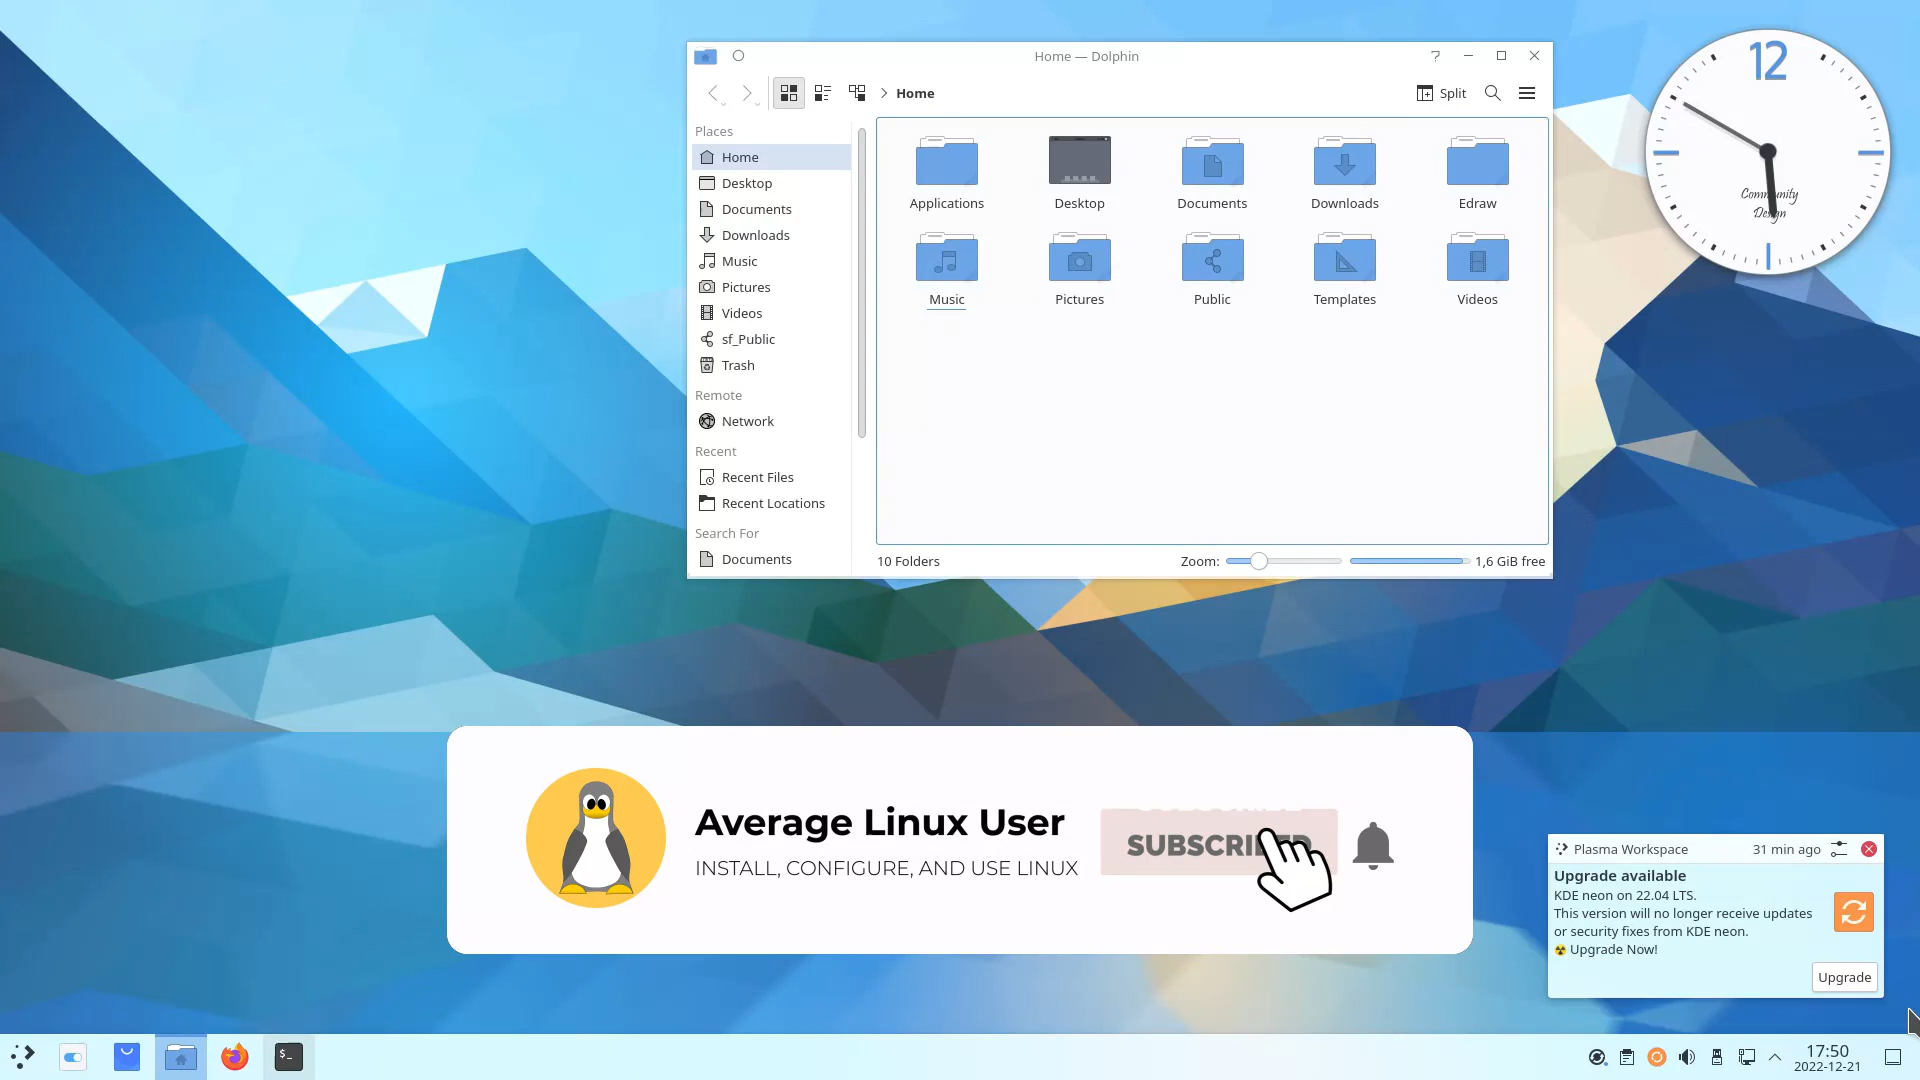 Home — Dolphin
Home
Split
Places
Home
Desktop
Documents
Downloads
Music
Pictures
Videos
sf_Public
Trash
Remote
Network
Recent
Recent Files
Recent Locations
Search For
Documents
Applications
Desktop
Documents
Downloads
Edraw
Music
Pictures
Public
Templates
Videos
10 Folders
Zoom:
1,6 GiB free
12
Community
Design
Average Linux User
INSTALL, CONFIGURE, AND USE LINUX
SUBSCRIBED
Plasma Workspace
31 min ago
Upgrade available
KDE neon on 22.04 LTS.
This version will no longer receive updates
or security fixes from KDE neon.
☢ Upgrade Now!
Upgrade
$_
17:50
2022-12-21